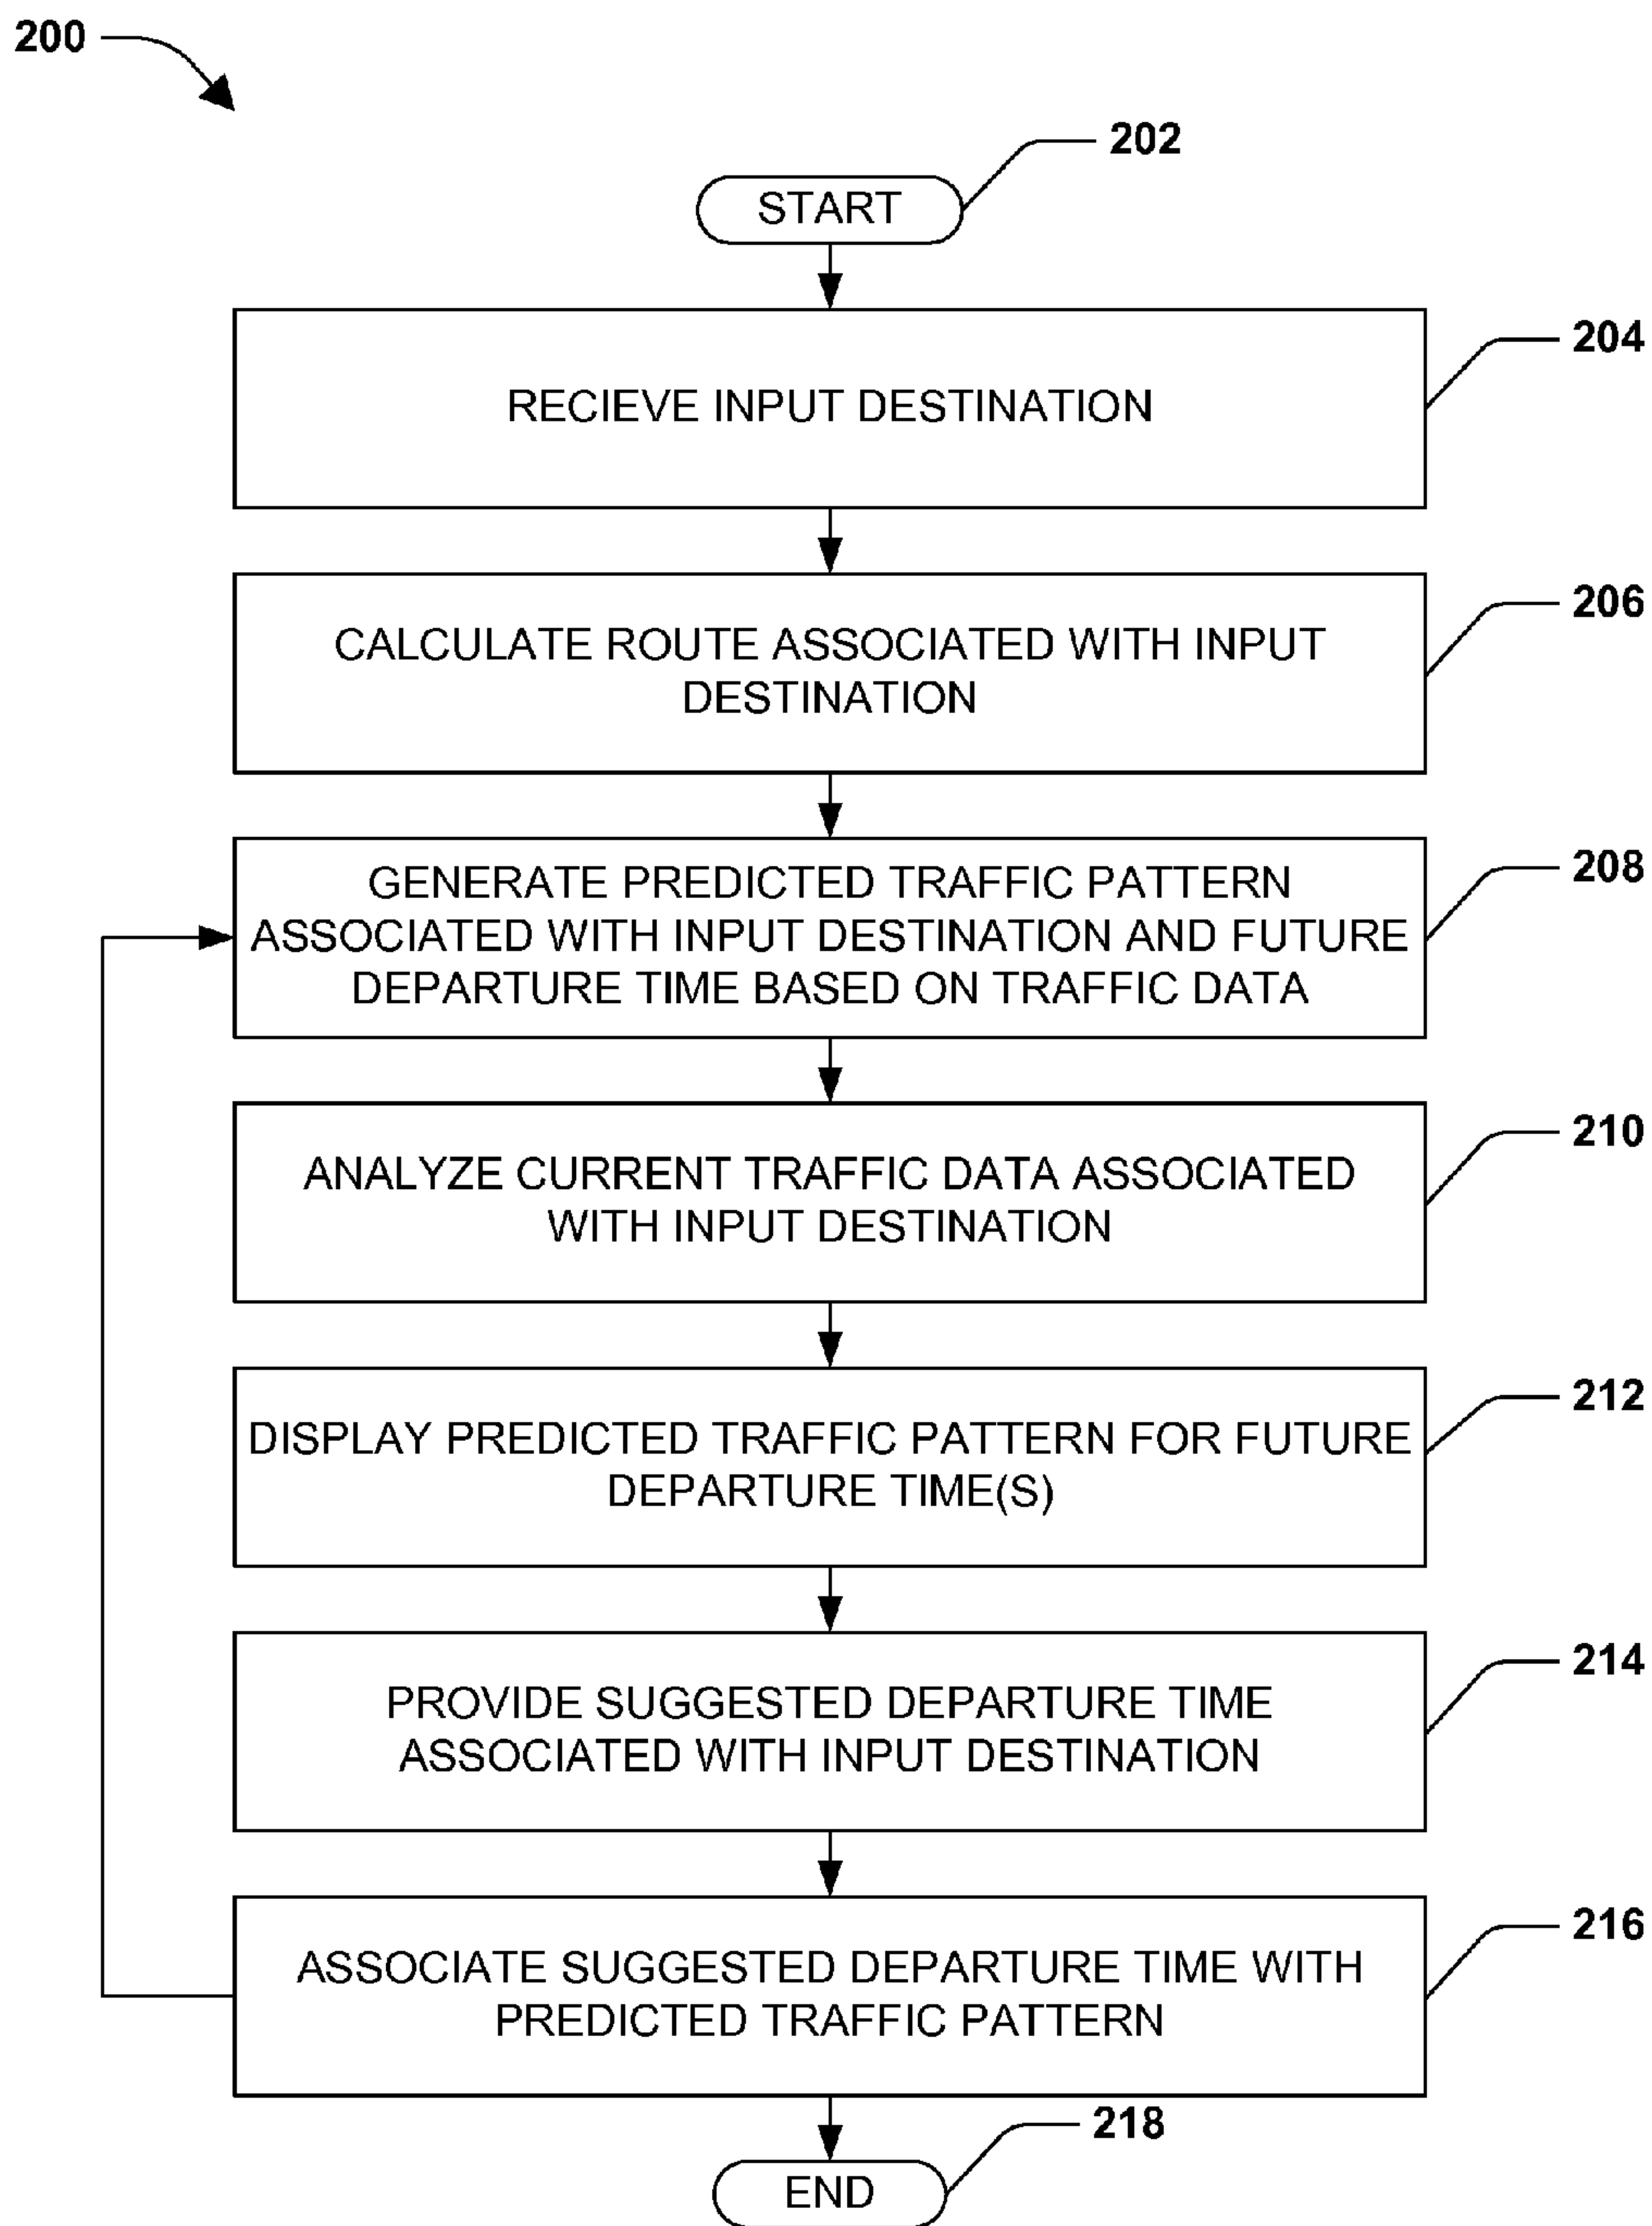 200
202
START
204
RECIEVE INPUT DESTINATION
206
CALCULATE ROUTE ASSOCIATED WITH INPUT
DESTINATION
208
GENERATE PREDICTED TRAFFIC PATTERN
ASSOCIATED WITH INPUT DESTINATION AND FUTURE
DEPARTURE TIME BASED ON TRAFFIC DATA
210
ANALYZE CURRENT TRAFFIC DATA ASSOCIATED
WITH INPUT DESTINATION
212
DISPLAY PREDICTED TRAFFIC PATTERN FOR FUTURE
DEPARTURE TIME(S)
214
PROVIDE SUGGESTED DEPARTURE TIME
ASSOCIATED WITH INPUT DESTINATION
216
ASSOCIATE SUGGESTED DEPARTURE TIME WITH
PREDICTED TRAFFIC PATTERN
218
END